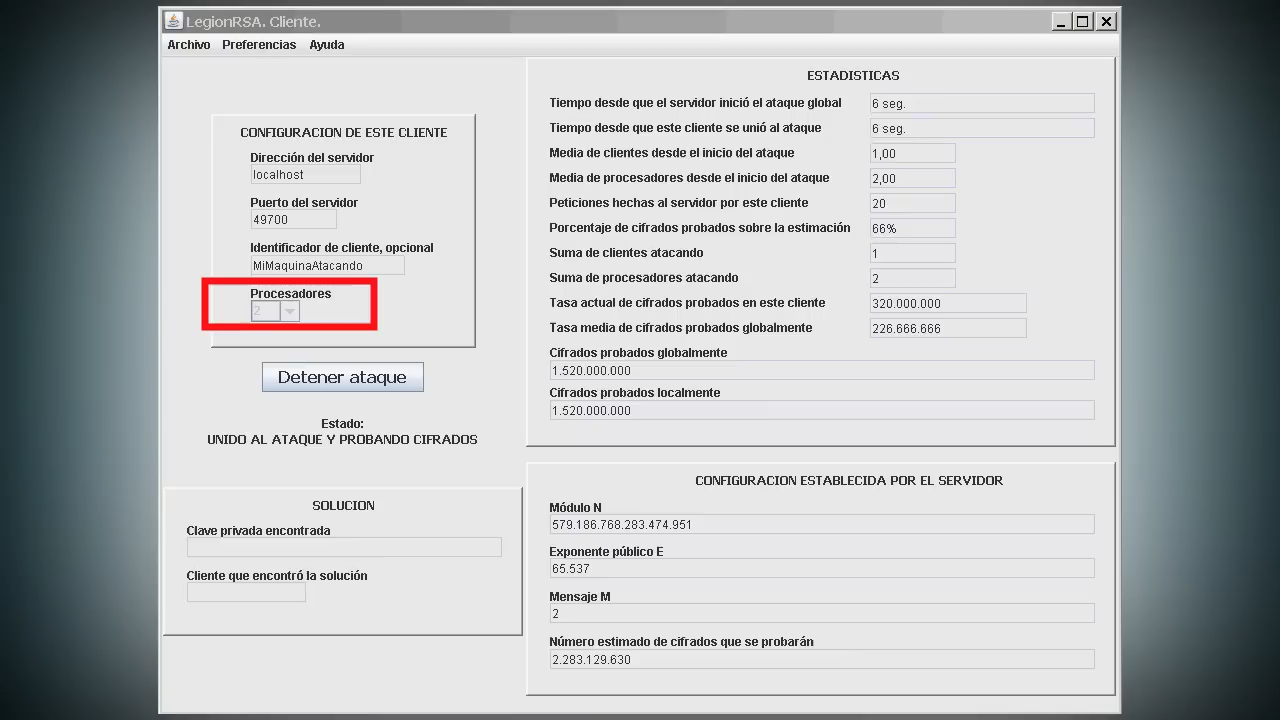 LegionRSA. Cliente.
Archivo Preferencias Ayuda
CONFIGURACION DE ESTE CLIENTE
Dirección del servidor
localhost
Puerto del servidor
49700
Identificador de cliente, opcional
MiMaquinaAtacando
Procesadores
2
Detener ataque
Estado:
UNIDO AL ATAQUE Y PROBANDO CIFRADOS
SOLUCION
Clave privada encontrada
Cliente que encontró la solución
ESTADISTICAS
Tiempo desde que el servidor inició el ataque global 6 seg.
Tiempo desde que este cliente se unió al ataque 6 seg.
Media de clientes desde el inicio del ataque 1,00
Media de procesadores desde el inicio del ataque 2,00
Peticiones hechas al servidor por este cliente 20
Porcentaje de cifrados probados sobre la estimación 66%
Suma de clientes atacando 1
Suma de procesadores atacando 2
Tasa actual de cifrados probados en este cliente 320.000.000
Tasa media de cifrados probados globalmente 226.666.666
Cifrados probados globalmente
1.520.000.000
Cifrados probados localmente
1.520.000.000
CONFIGURACION ESTABLECIDA POR EL SERVIDOR
Módulo N
579.186.768.283.474.951
Exponente público E
65.537
Mensaje M
2
Número estimado de cifrados que se probarán
2.283.129.630